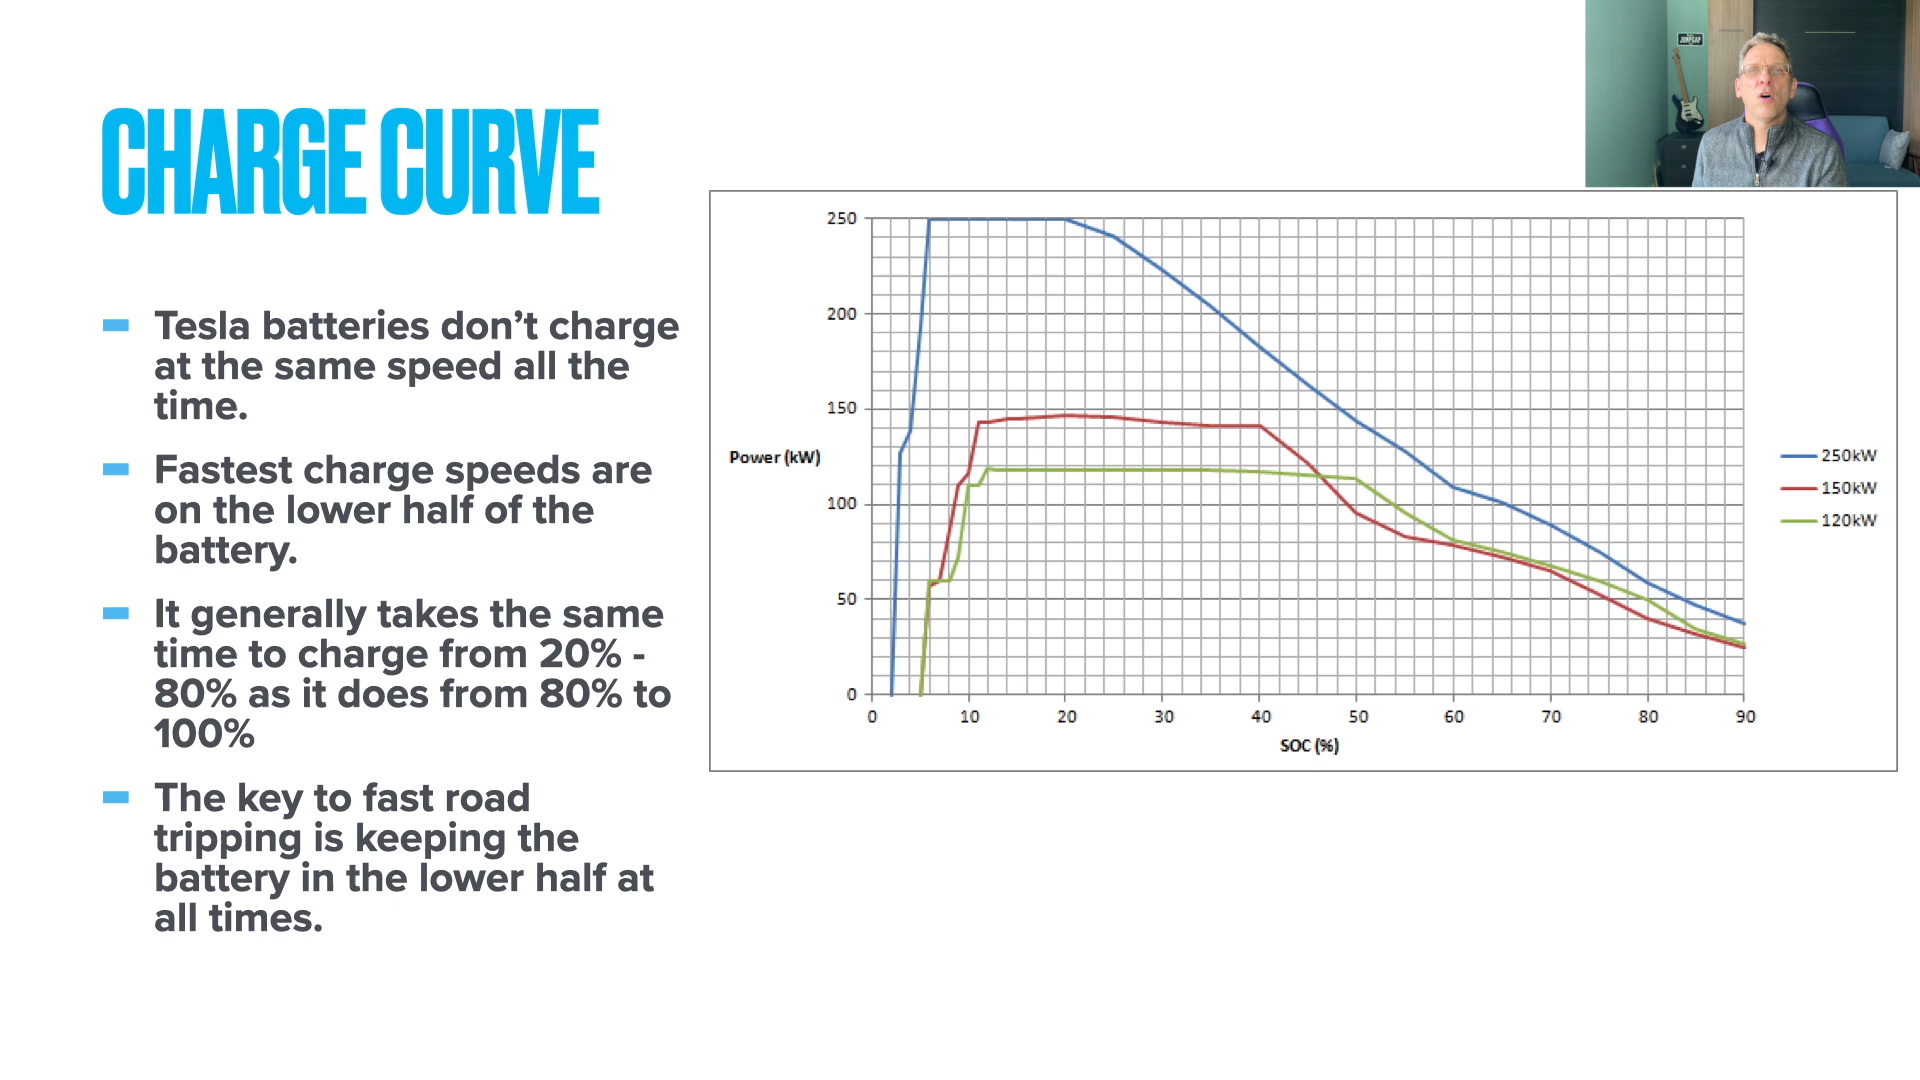 CHARGE CURVE
Tesla batteries don’t charge
at the same speed all the
time.
Fastest charge speeds are
on the lower half of the
battery.
It generally takes the same
time to charge from 20% -
80% as it does from 80% to
100%
The key to fast road
tripping is keeping the
battery in the lower half at
all times.
JUMPGAP
250
200
150
Power (kW)
100
50
0
0 10 20 30 40 50 60 70 80 90
SOC (%)
250kW
150kW
120kW